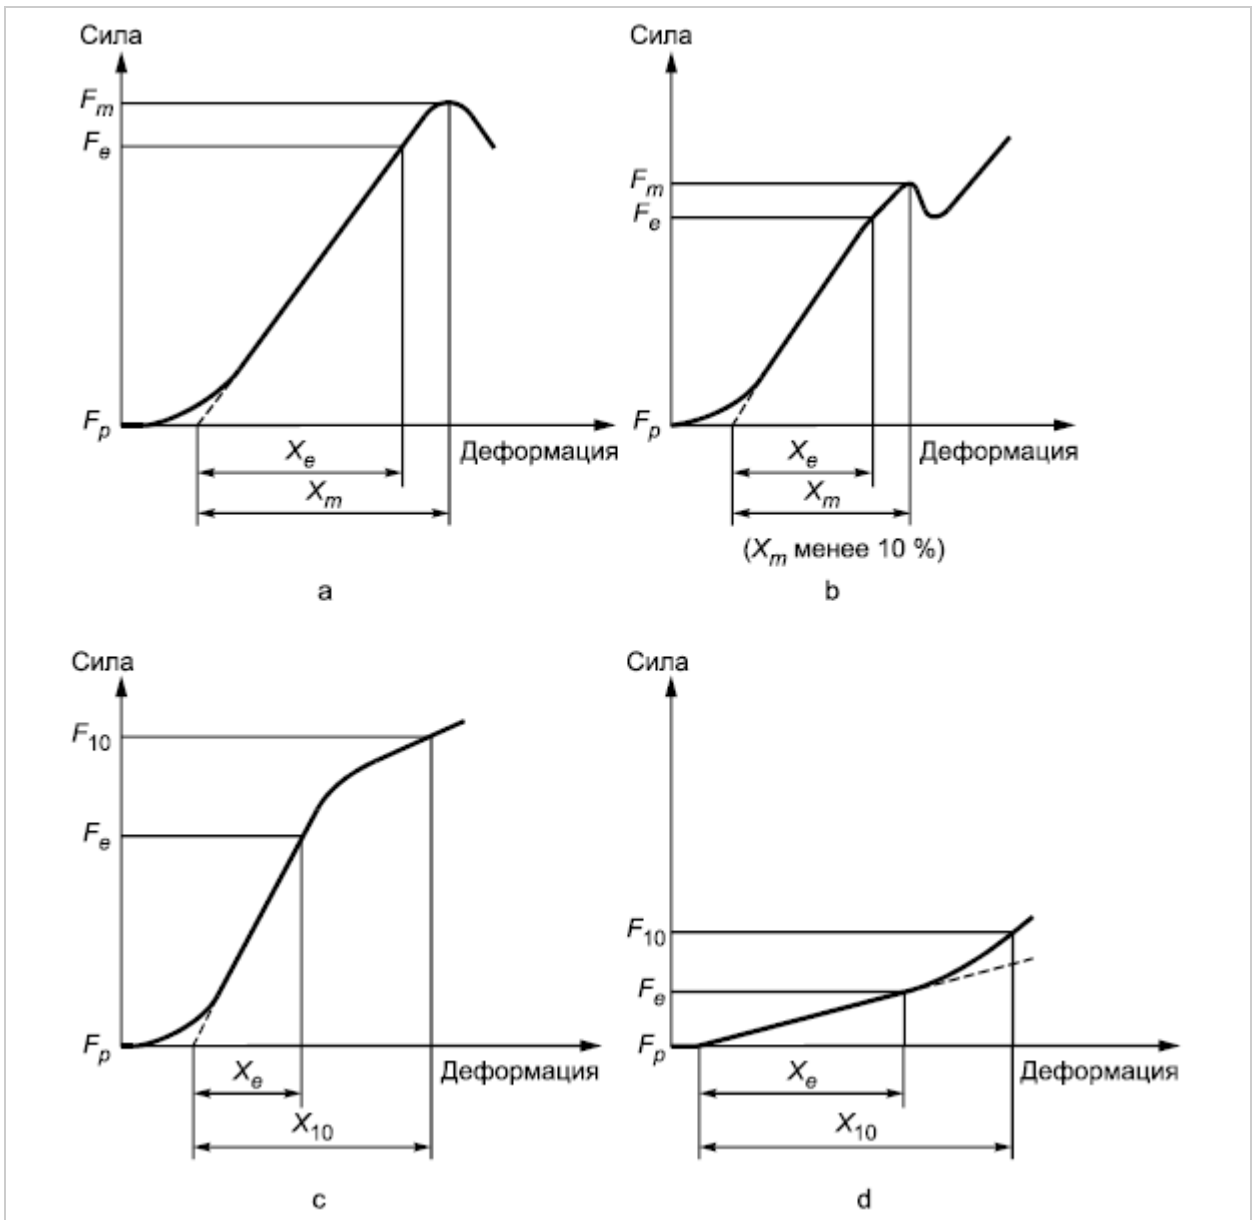 Сила
F_m
F_e
F_p
X_e
Деформация
X_m
a
Сила
F_m
F_e
F_p
X_e
Деформация
X_m
(X_m менее 10 %)
b
Сила
F_10
F_e
F_p
X_e
Деформация
X_10
c
Сила
F_10
F_e
F_p
X_e
Деформация
X_10
d